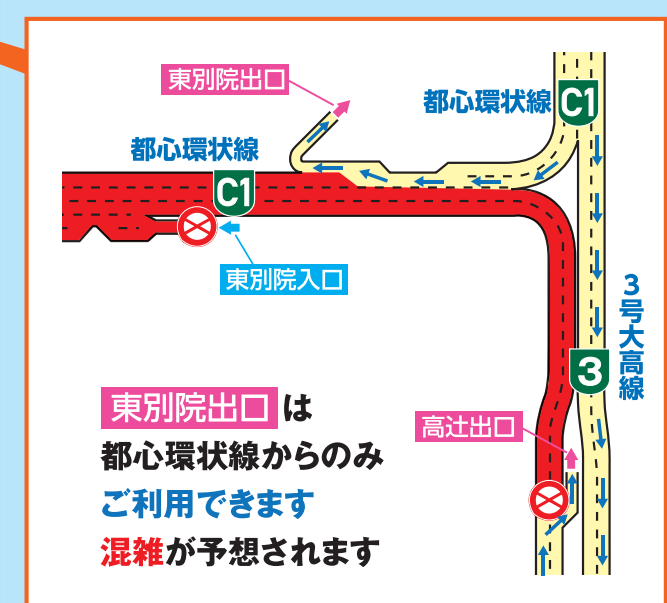 東別院出口
都心環状線
C1
都心環状線
C1
東別院入口
3号大高線
3
東別院出口は
高辻出口
都心環状線からのみ
ご利用できます
混雑が予想されます